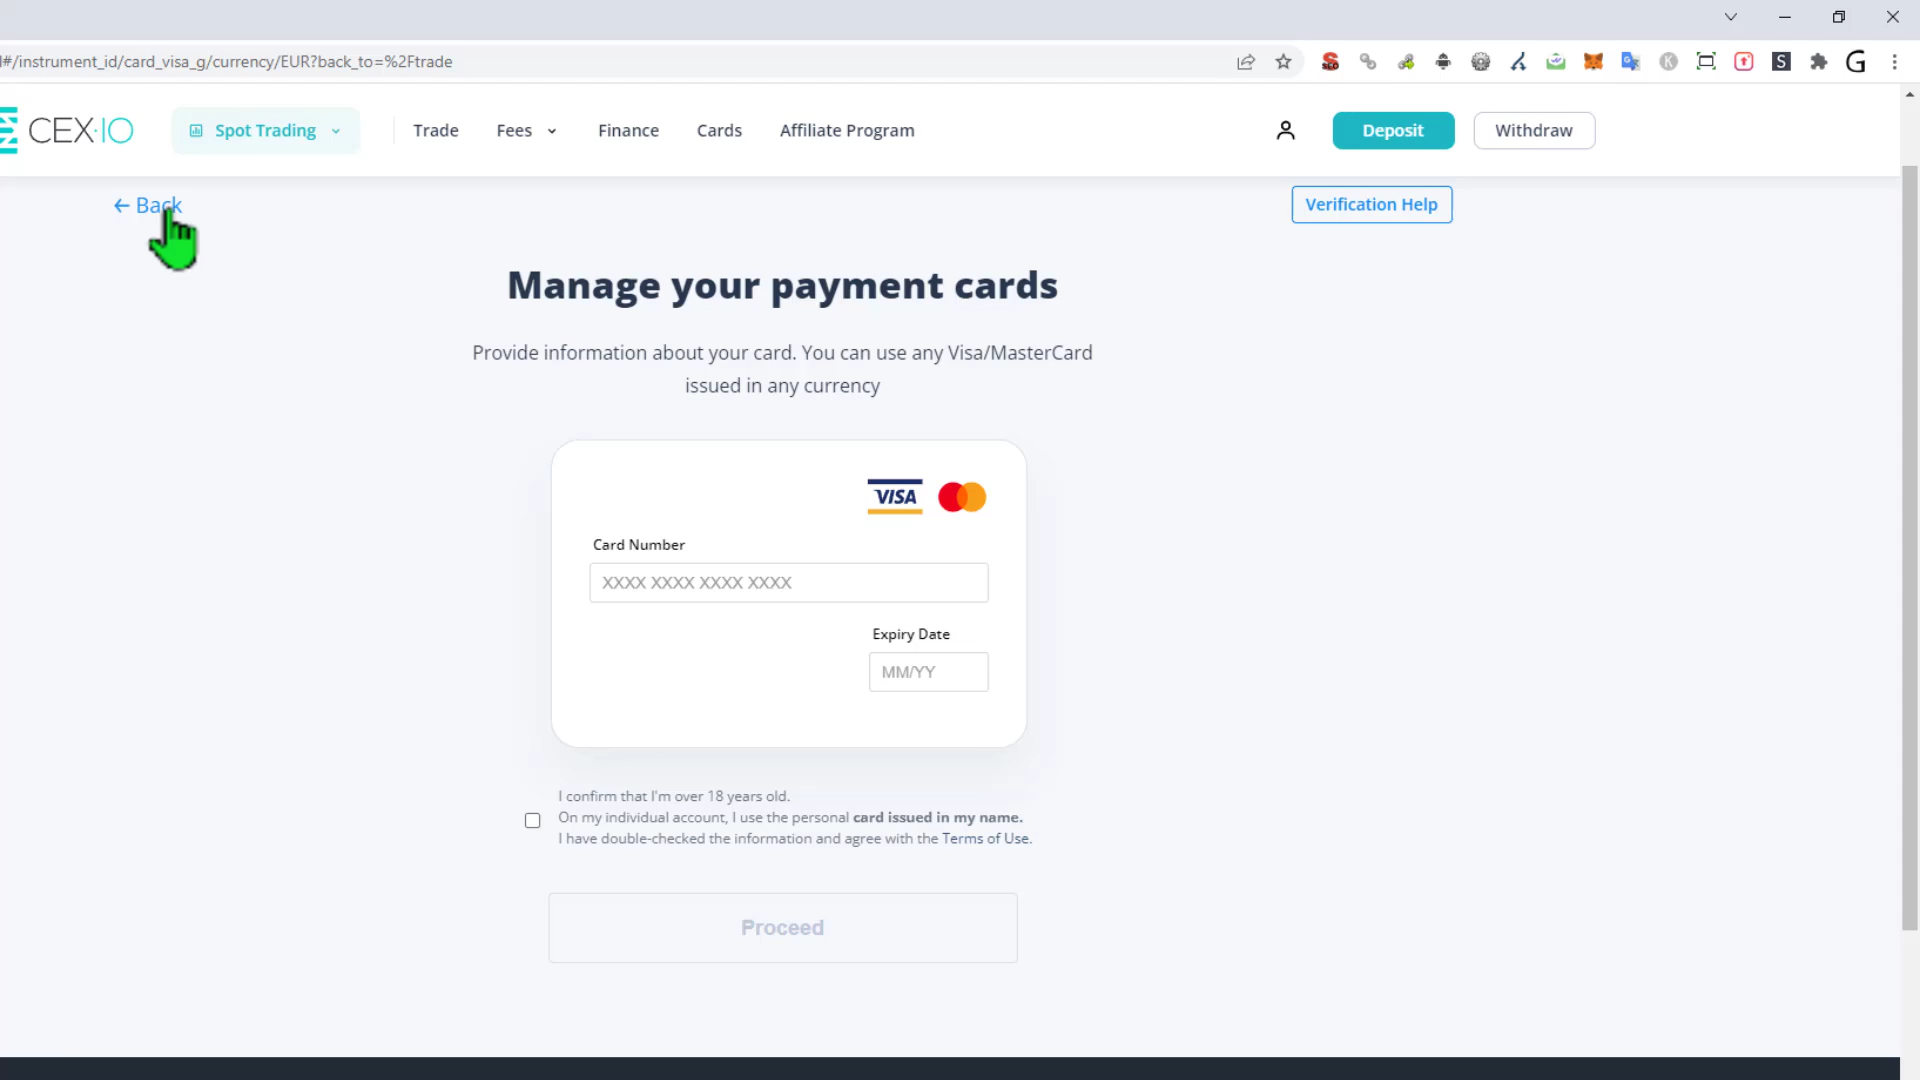 #/instrument_id/card_visa_g/currency/EUR?back_to=%2Ftrade
CEX·IO
Spot Trading
Trade
Fees
Finance
Cards
Affiliate Program
Deposit
Withdraw
← Back
Verification Help
Manage your payment cards
Provide information about your card. You can use any Visa/MasterCard
issued in any currency
VISA
Card Number
XXXX XXXX XXXX XXXX
Expiry Date
MM/YY
I confirm that I'm over 18 years old.
On my individual account, I use the personal card issued in my name.
I have double-checked the information and agree with the Terms of Use.
Proceed